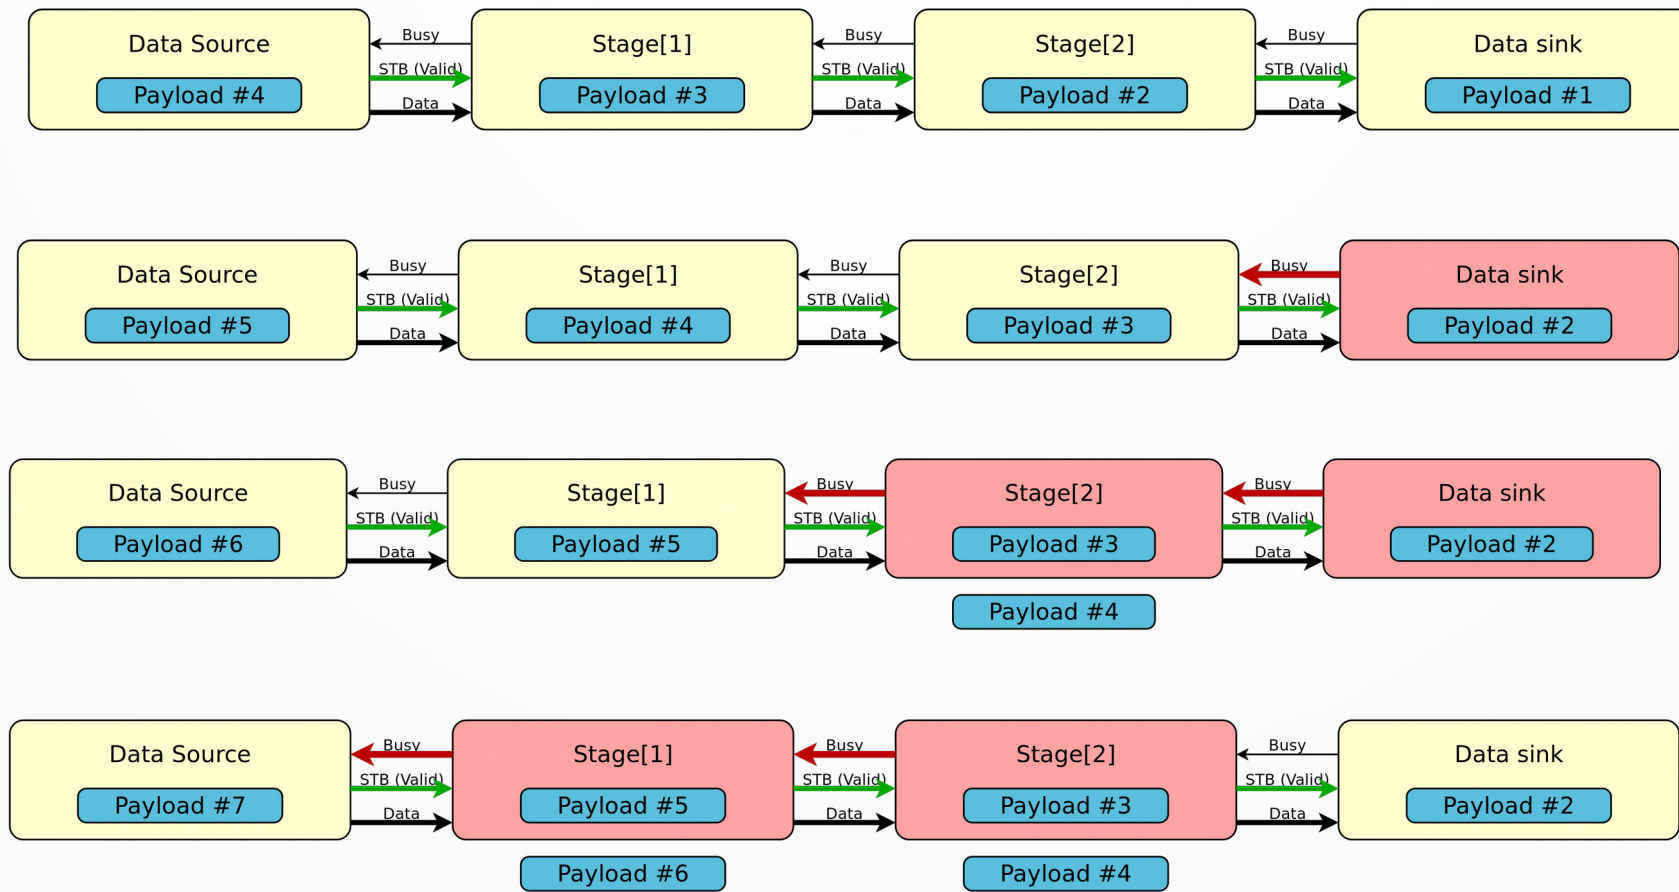 Data Source
Busy
Stage[1]
Busy
Stage[2]
Busy
Data sink
STB (Valid)
STB (Valid)
STB (Valid)
Payload #4
Payload #3
Payload #2
Payload #1
Data
Data
Data
Data Source
Busy
Stage[1]
Busy
Stage[2]
Busy
Data sink
STB (Valid)
STB (Valid)
STB (Valid)
Payload #5
Payload #4
Payload #3
Payload #2
Data
Data
Data
Data Source
Busy
Stage[1]
Busy
Stage[2]
Busy
Data sink
STB (Valid)
STB (Valid)
STB (Valid)
Payload #6
Payload #5
Payload #3
Payload #2
Data
Data
Data
Payload #4
Data Source
Busy
Stage[1]
Busy
Stage[2]
Busy
Data sink
STB (Valid)
STB (Valid)
STB (Valid)
Payload #7
Payload #5
Payload #3
Payload #2
Data
Data
Data
Payload #6
Payload #4